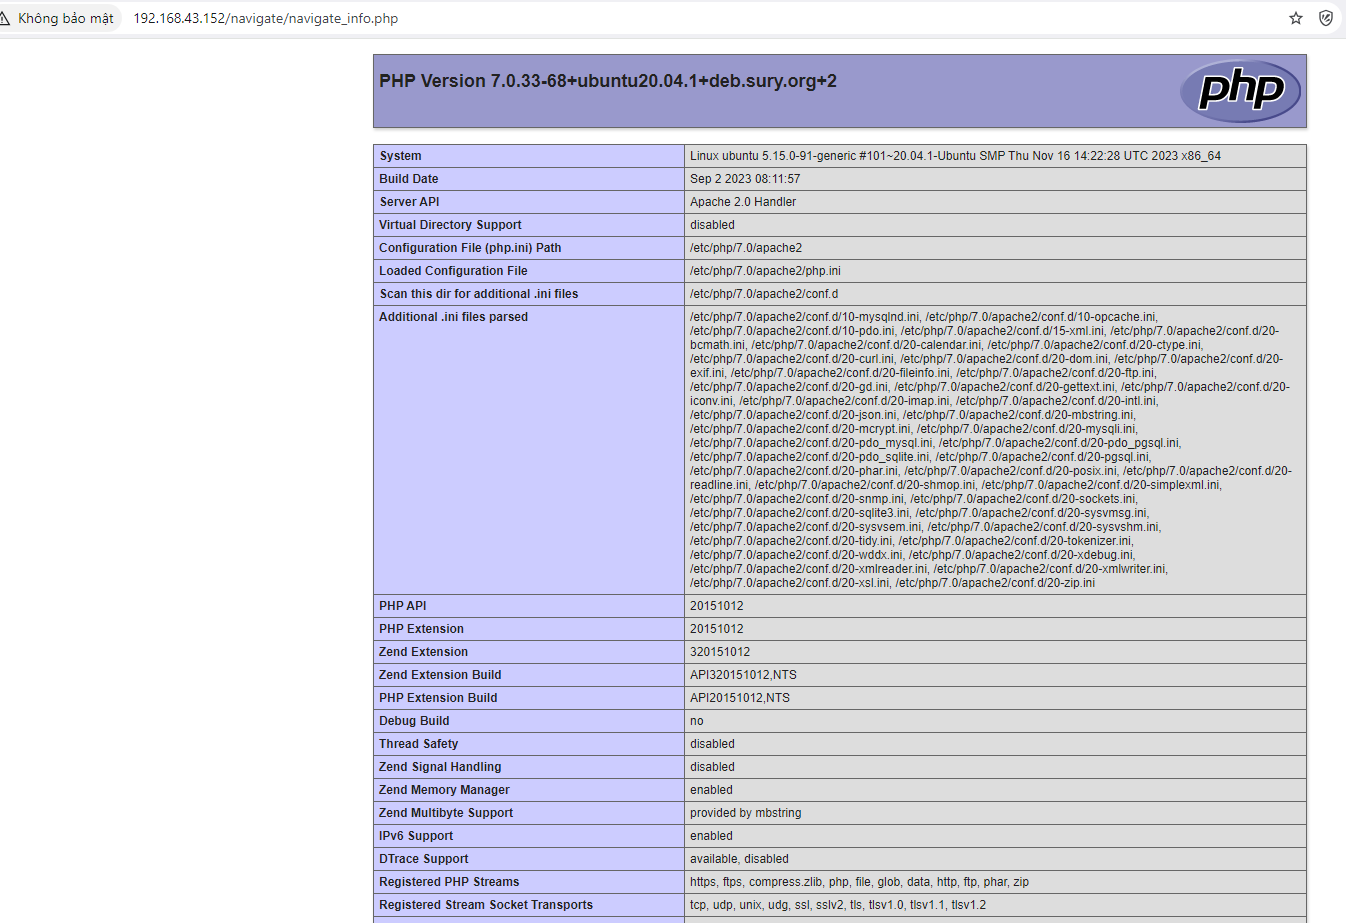 Không bảo mật 192.168.43.152/navigate/navigate_info.php
PHP Version 7.0.33-68+ubuntu20.04.1+deb.sury.org+2
php
System Linux ubuntu 5.15.0-91-generic #101~20.04.1-Ubuntu SMP Thu Nov 16 14:22:28 UTC 2023 x86_64
Build Date Sep 2 2023 08:11:57
Server API Apache 2.0 Handler
Virtual Directory Support disabled
Configuration File (php.ini) Path /etc/php/7.0/apache2
Loaded Configuration File /etc/php/7.0/apache2/php.ini
Scan this dir for additional .ini files /etc/php/7.0/apache2/conf.d
Additional .ini files parsed /etc/php/7.0/apache2/conf.d/10-mysqlnd.ini, /etc/php/7.0/apache2/conf.d/10-opcache.ini,
/etc/php/7.0/apache2/conf.d/10-pdo.ini, /etc/php/7.0/apache2/conf.d/15-xml.ini, /etc/php/7.0/apache2/conf.d/20-
bcmath.ini, /etc/php/7.0/apache2/conf.d/20-calendar.ini, /etc/php/7.0/apache2/conf.d/20-ctype.ini,
/etc/php/7.0/apache2/conf.d/20-curl.ini, /etc/php/7.0/apache2/conf.d/20-dom.ini, /etc/php/7.0/apache2/conf.d/20-
exif.ini, /etc/php/7.0/apache2/conf.d/20-fileinfo.ini, /etc/php/7.0/apache2/conf.d/20-ftp.ini,
/etc/php/7.0/apache2/conf.d/20-gd.ini, /etc/php/7.0/apache2/conf.d/20-gettext.ini, /etc/php/7.0/apache2/conf.d/20-
iconv.ini, /etc/php/7.0/apache2/conf.d/20-imap.ini, /etc/php/7.0/apache2/conf.d/20-intl.ini,
/etc/php/7.0/apache2/conf.d/20-json.ini, /etc/php/7.0/apache2/conf.d/20-mbstring.ini,
/etc/php/7.0/apache2/conf.d/20-mcrypt.ini, /etc/php/7.0/apache2/conf.d/20-mysqli.ini,
/etc/php/7.0/apache2/conf.d/20-pdo_mysql.ini, /etc/php/7.0/apache2/conf.d/20-pdo_pgsql.ini,
/etc/php/7.0/apache2/conf.d/20-pdo_sqlite.ini, /etc/php/7.0/apache2/conf.d/20-pgsql.ini,
/etc/php/7.0/apache2/conf.d/20-phar.ini, /etc/php/7.0/apache2/conf.d/20-posix.ini, /etc/php/7.0/apache2/conf.d/20-
readline.ini, /etc/php/7.0/apache2/conf.d/20-shmop.ini, /etc/php/7.0/apache2/conf.d/20-simplexml.ini,
/etc/php/7.0/apache2/conf.d/20-snmp.ini, /etc/php/7.0/apache2/conf.d/20-sockets.ini,
/etc/php/7.0/apache2/conf.d/20-sqlite3.ini, /etc/php/7.0/apache2/conf.d/20-sysvmsg.ini,
/etc/php/7.0/apache2/conf.d/20-sysvsem.ini, /etc/php/7.0/apache2/conf.d/20-sysvshm.ini,
/etc/php/7.0/apache2/conf.d/20-tidy.ini, /etc/php/7.0/apache2/conf.d/20-tokenizer.ini,
/etc/php/7.0/apache2/conf.d/20-wddx.ini, /etc/php/7.0/apache2/conf.d/20-xdebug.ini,
/etc/php/7.0/apache2/conf.d/20-xmlreader.ini, /etc/php/7.0/apache2/conf.d/20-xmlwriter.ini,
/etc/php/7.0/apache2/conf.d/20-xsl.ini, /etc/php/7.0/apache2/conf.d/20-zip.ini
PHP API 20151012
PHP Extension 20151012
Zend Extension 320151012
Zend Extension Build API320151012,NTS
PHP Extension Build API20151012,NTS
Debug Build no
Thread Safety disabled
Zend Signal Handling disabled
Zend Memory Manager enabled
Zend Multibyte Support provided by mbstring
IPv6 Support enabled
DTrace Support available, disabled
Registered PHP Streams https, ftps, compress.zlib, php, file, glob, data, http, ftp, phar, zip
Registered Stream Socket Transports tcp, udp, unix, udg, ssl, sslv2, tls, tlsv1.0, tlsv1.1, tlsv1.2